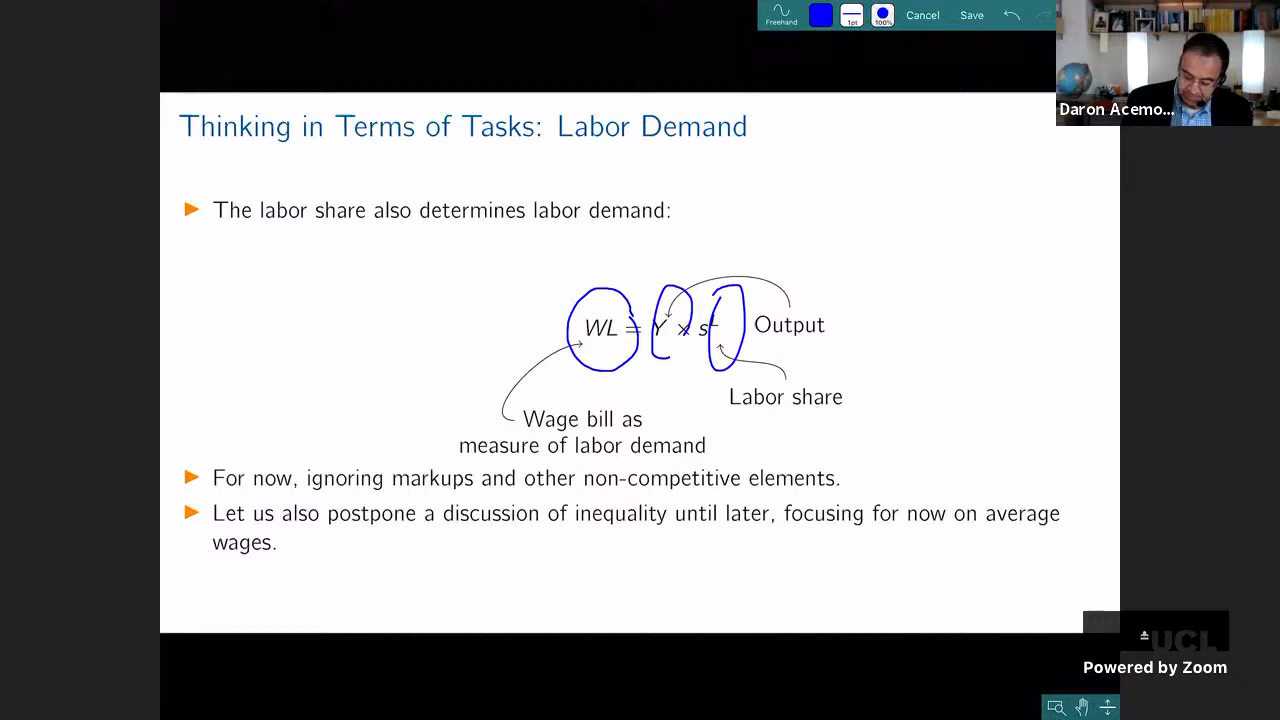 Freehand
1pt
100%
Cancel
Save
Daron Acemo...
Thinking in Terms of Tasks: Labor Demand
▶ The labor share also determines labor demand:
WL = Y × s^L
Output
Labor share
Wage bill as
measure of labor demand
▶ For now, ignoring markups and other non-competitive elements.
▶ Let us also postpone a discussion of inequality until later, focusing for now on average
wages.
UCL
Powered by Zoom